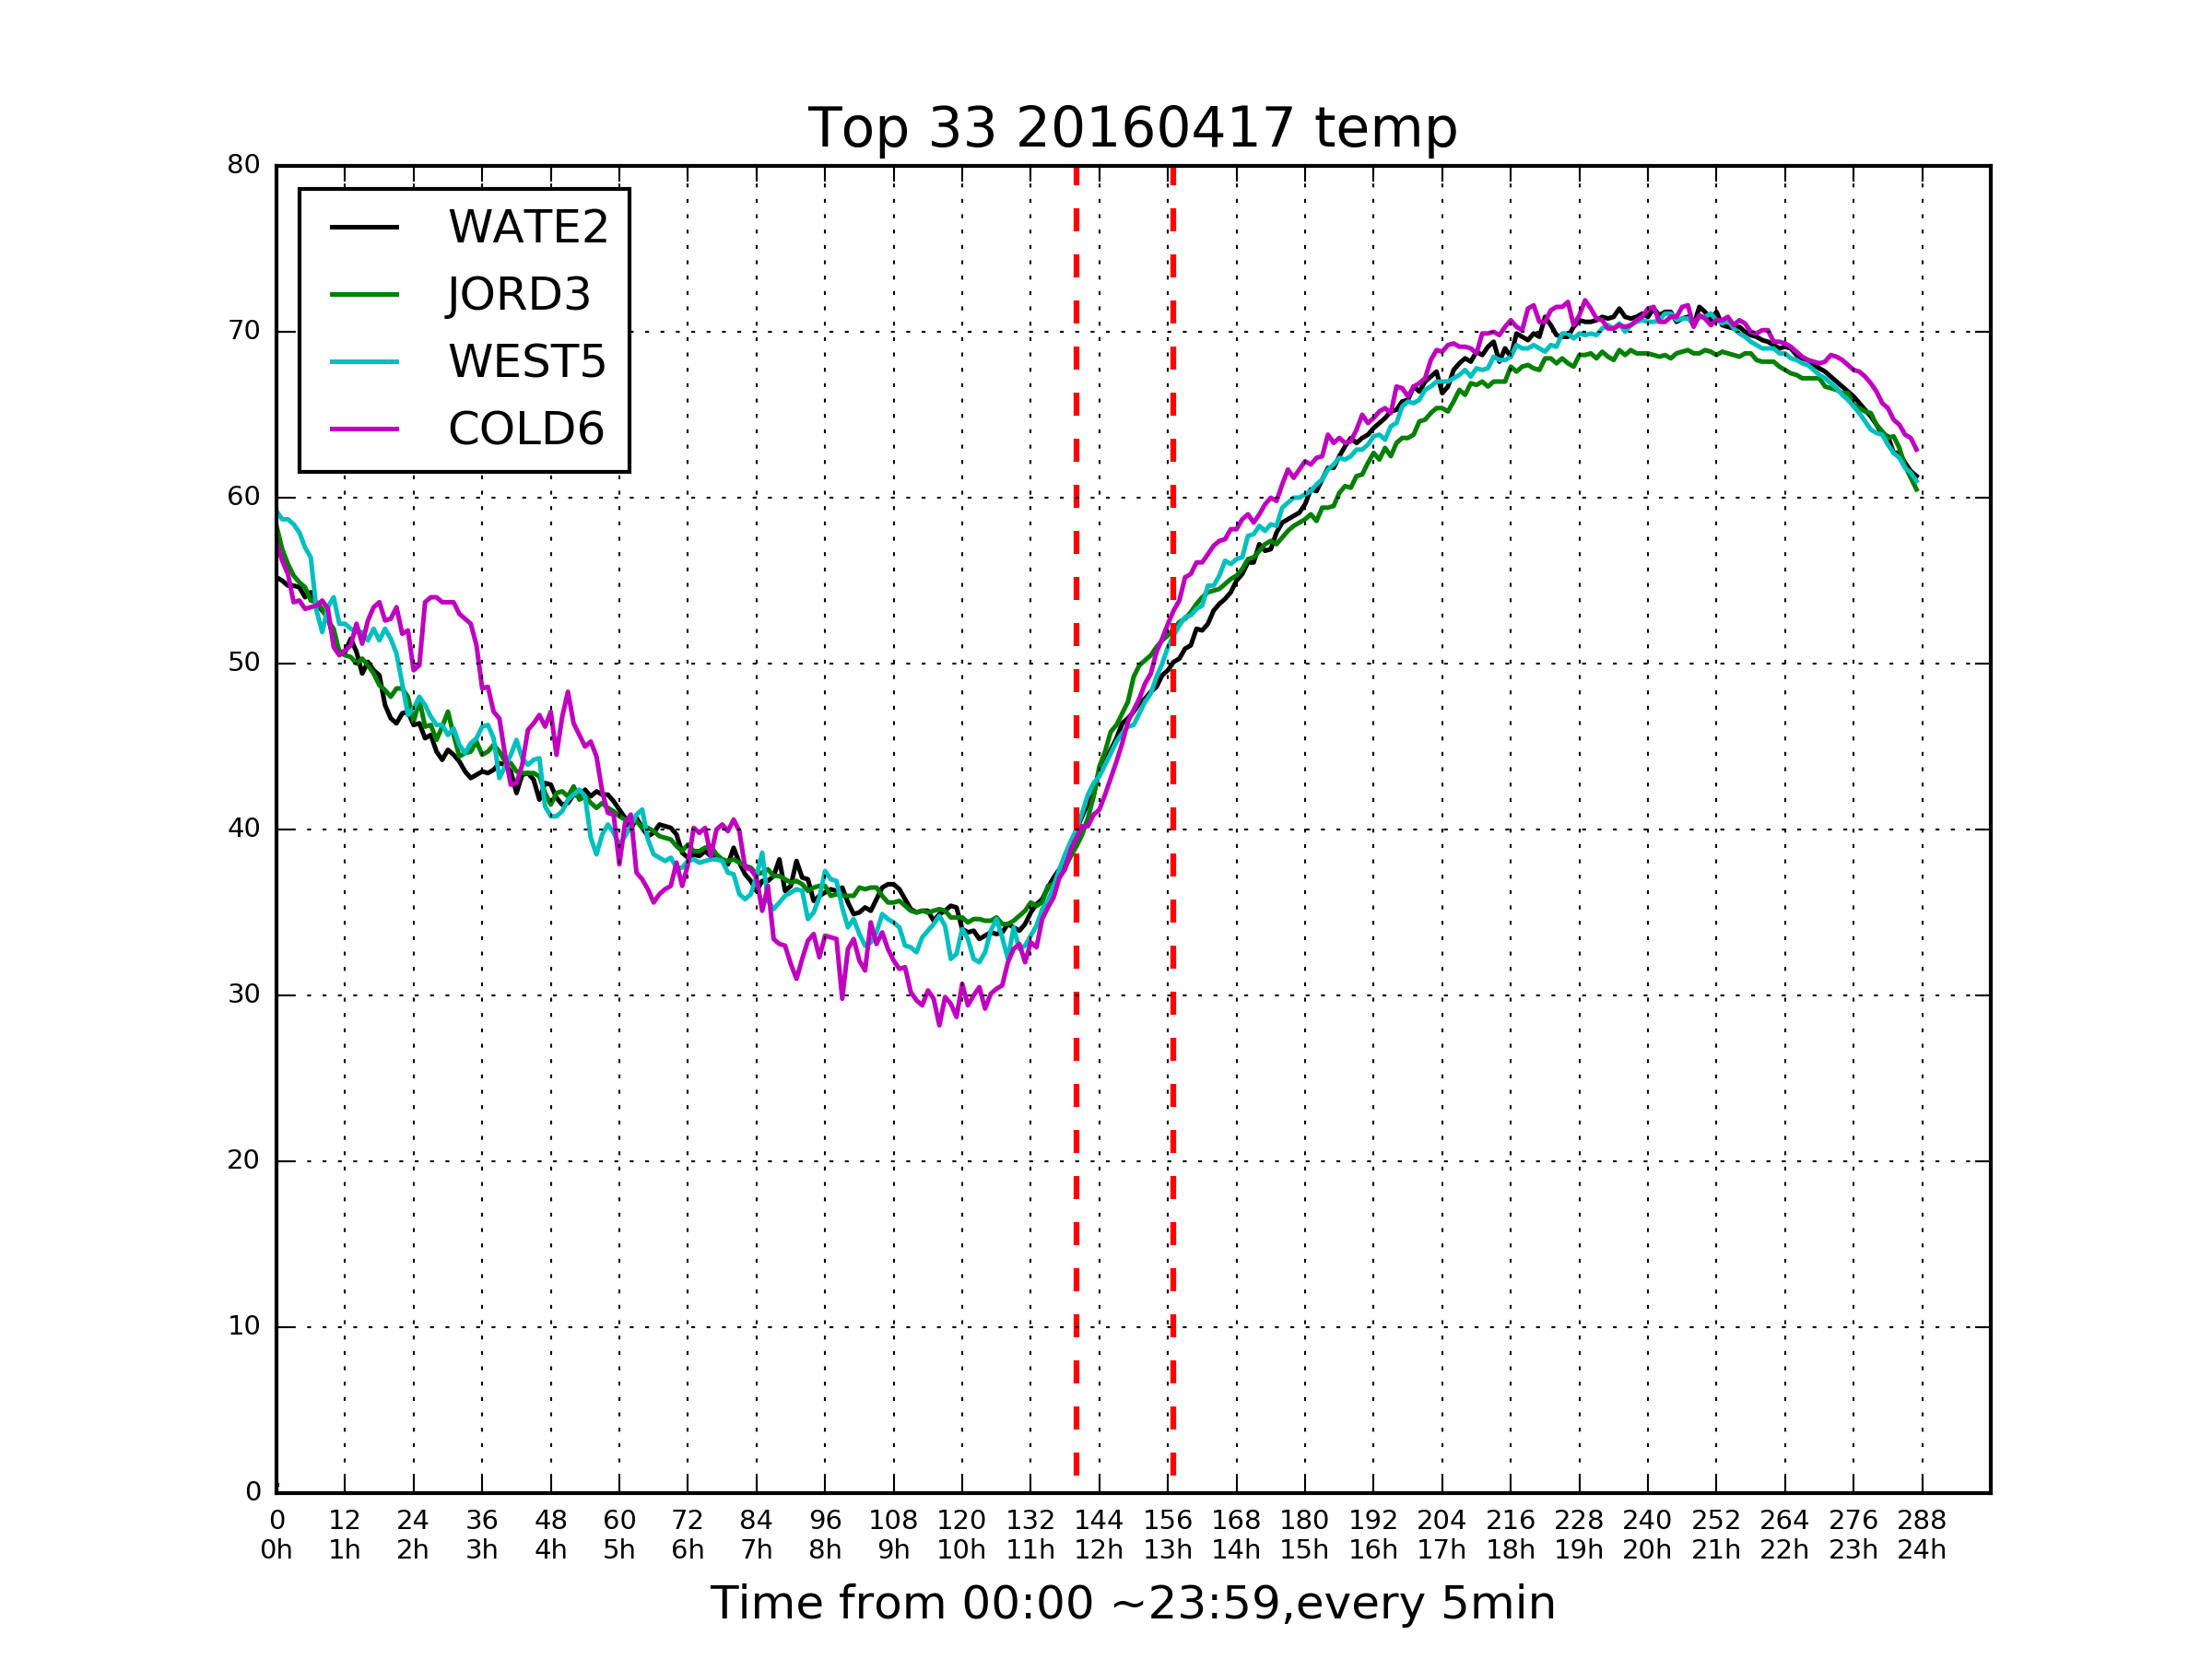 Top 33 20160417 temp
80
70
60
50
40
30
20
10
0
WATE2
JORD3
WEST5
COLD6
0 12 24 36 48 60 72 84 96 108 120 132 144 156 168 180 192 204 216 228 240 252 264 276 288
0h 1h 2h 3h 4h 5h 6h 7h 8h 9h 10h 11h 12h 13h 14h 15h 16h 17h 18h 19h 20h 21h 22h 23h 24h
Time from 00:00 ~23:59,every 5min